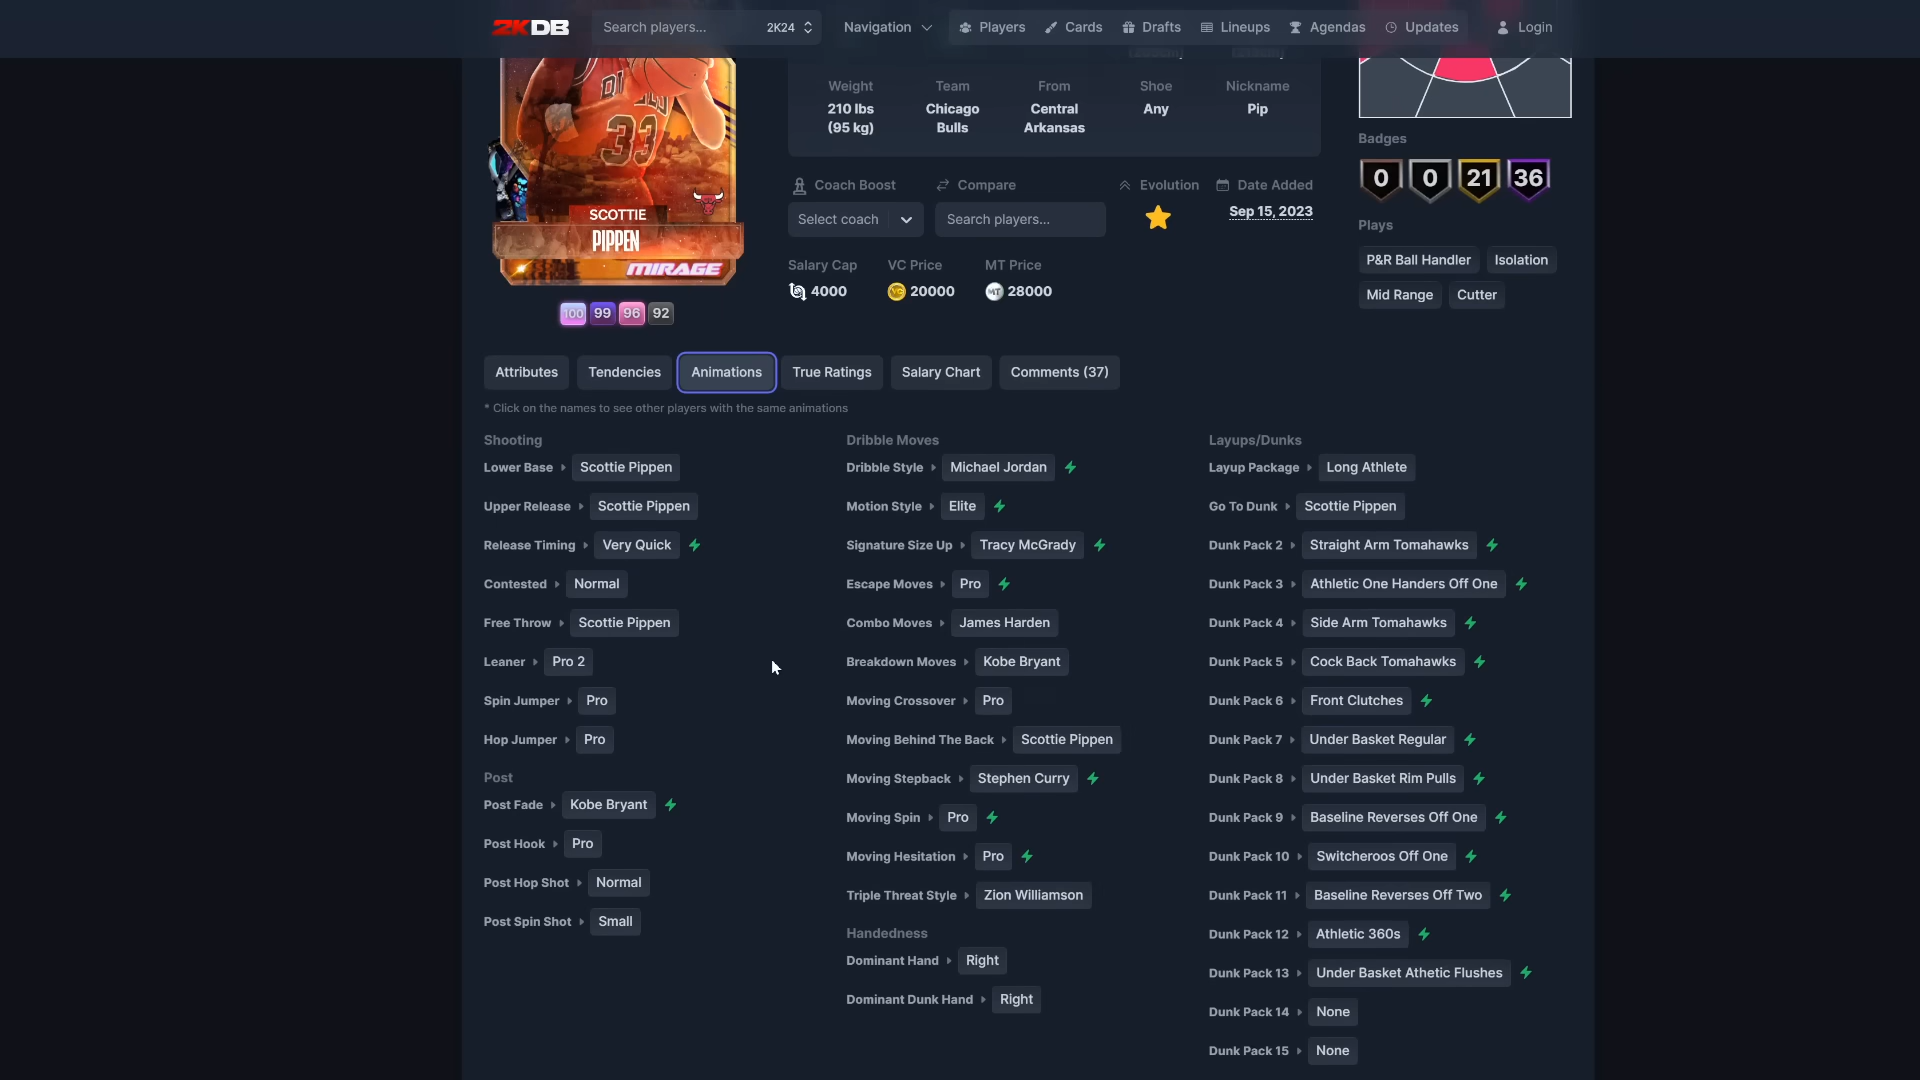 2KDB
Search players...
2K24
Navigation
Players
Cards
Drafts
Lineups
Agendas
Updates
Login
33
SCOTTIE
PIPPEN
MIRAGE
100 99 96 92
Weight
210 lbs
(95 kg)
Team
Chicago
Bulls
From
Central
Arkansas
Shoe
Any
Nickname
Pip
Coach Boost
Select coach
Compare
Search players...
Evolution
Date Added
Sep 15, 2023
Salary Cap
4000
VC Price
VC 20000
MT Price
MT 28000
Badges
0 0 21 36
Plays
P&R Ball Handler
Isolation
Mid Range
Cutter
Attributes
Tendencies
Animations
True Ratings
Salary Chart
Comments (37)
* Click on the names to see other players with the same animations
Shooting
Lower Base Scottie Pippen
Upper Release Scottie Pippen
Release Timing Very Quick
Contested Normal
Free Throw Scottie Pippen
Leaner Pro 2
Spin Jumper Pro
Hop Jumper Pro
Post
Post Fade Kobe Bryant
Post Hook Pro
Post Hop Shot Normal
Post Spin Shot Small
Dribble Moves
Dribble Style Michael Jordan
Motion Style Elite
Signature Size Up Tracy McGrady
Escape Moves Pro
Combo Moves James Harden
Breakdown Moves Kobe Bryant
Moving Crossover Pro
Moving Behind The Back Scottie Pippen
Moving Stepback Stephen Curry
Moving Spin Pro
Moving Hesitation Pro
Triple Threat Style Zion Williamson
Handedness
Dominant Hand Right
Dominant Dunk Hand Right
Layups/Dunks
Layup Package Long Athlete
Go To Dunk Scottie Pippen
Dunk Pack 2 Straight Arm Tomahawks
Dunk Pack 3 Athletic One Handers Off One
Dunk Pack 4 Side Arm Tomahawks
Dunk Pack 5 Cock Back Tomahawks
Dunk Pack 6 Front Clutches
Dunk Pack 7 Under Basket Regular
Dunk Pack 8 Under Basket Rim Pulls
Dunk Pack 9 Baseline Reverses Off One
Dunk Pack 10 Switcheroos Off One
Dunk Pack 11 Baseline Reverses Off Two
Dunk Pack 12 Athletic 360s
Dunk Pack 13 Under Basket Athetic Flushes
Dunk Pack 14 None
Dunk Pack 15 None